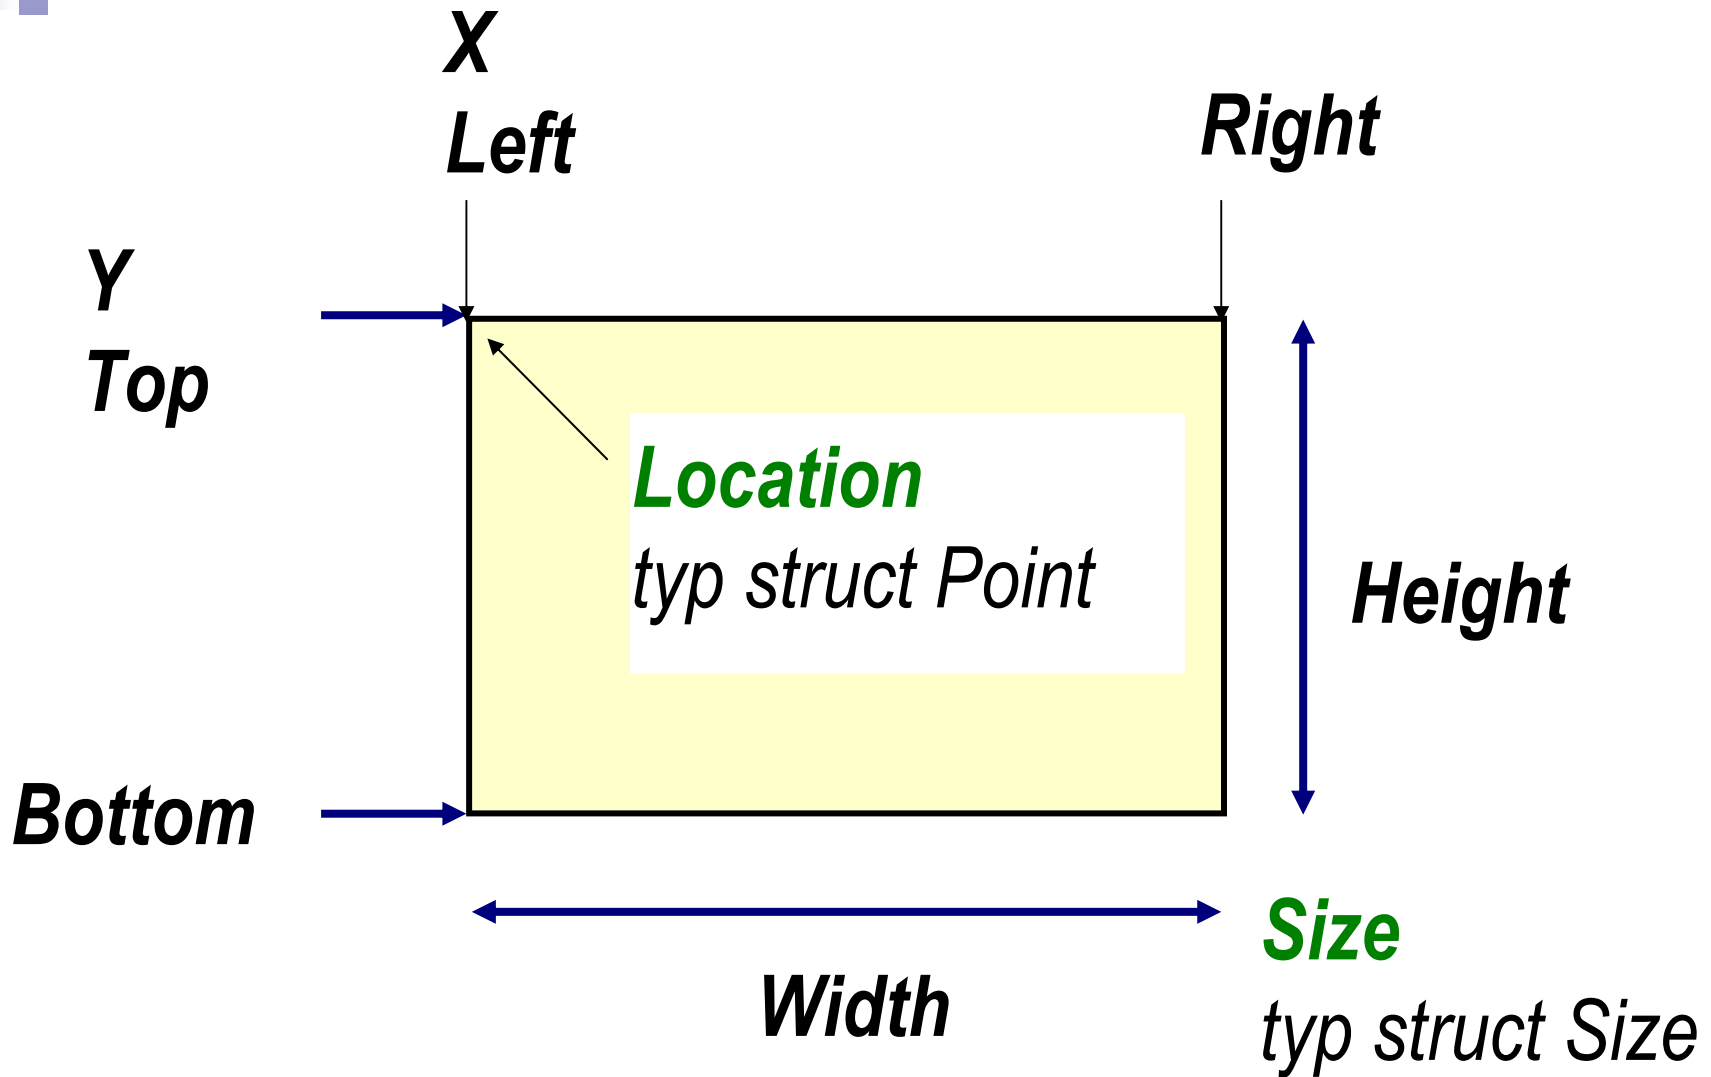 X
Left
Right
Y
Top
Location
typ struct Point
Height
Bottom
Width
Size
typ struct Size